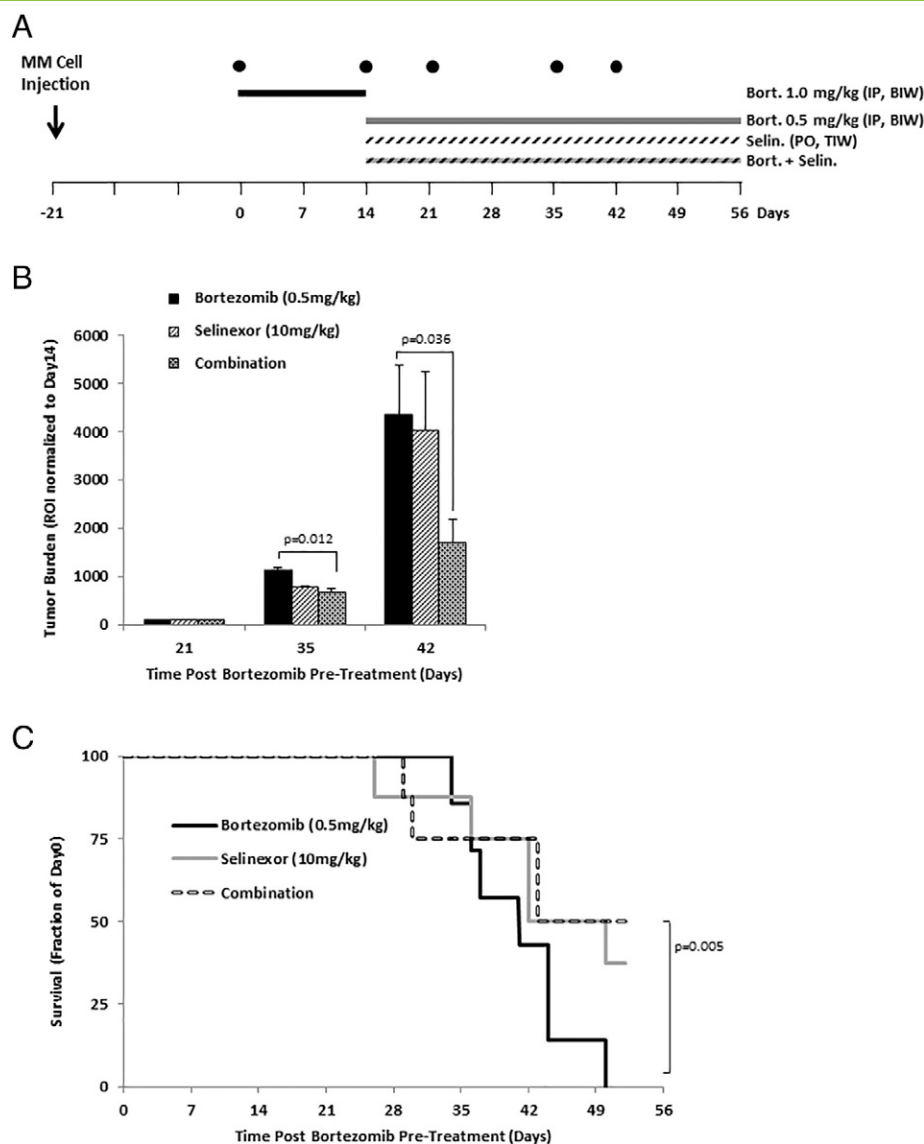 A
MM Cell
Injection
Bort. 1.0 mg/kg (IP, BIW)
Bort. 0.5 mg/kg (IP, BIW)
Selin. (PO, TIW)
Bort. + Selin.
-21 0 7 14 21 28 35 42 49 56 Days
B
Bortezomib (0.5mg/kg)
Selinexor (10mg/kg)
Combination
6000
5000
4000
3000
2000
1000
0
p=0.036
p=0.012
Tumor Burden (ROI normalized to Day14)
21 35 42
Time Post Bortezomib Pre-Treatment (Days)
C
100
75
50
25
0
Bortezomib (0.5mg/kg)
Selinexor (10mg/kg)
Combination
p=0.005
Survival (Fraction of Day0)
0 7 14 21 28 35 42 49 56
Time Post Bortezomib Pre-Treatment (Days)